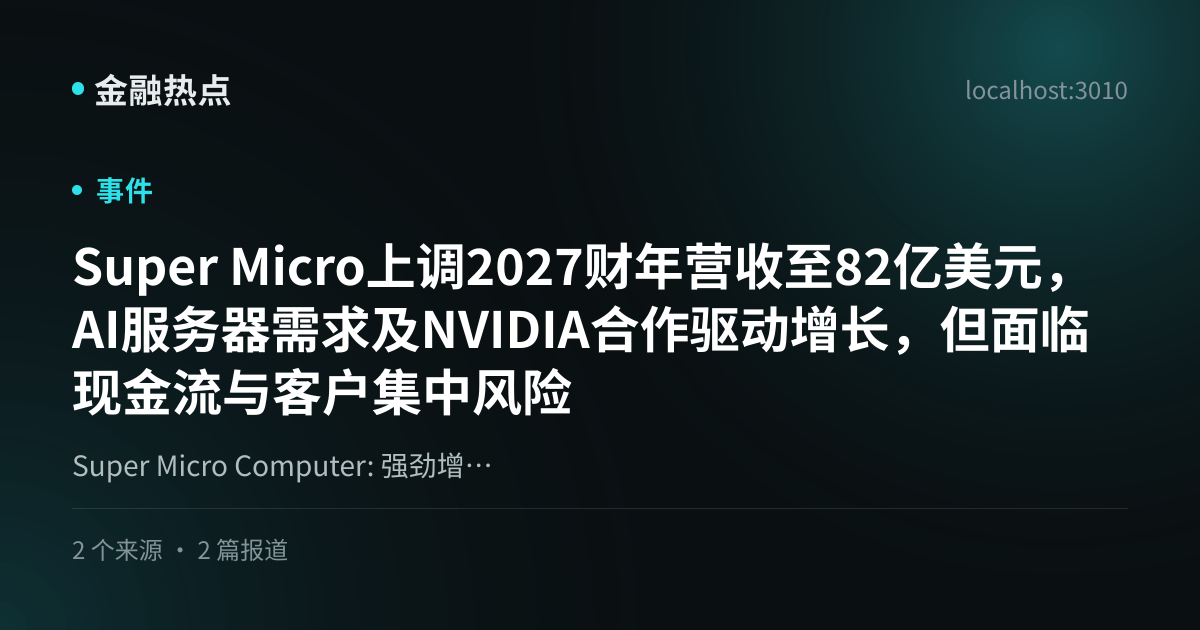 金融热点
localhost:3010
事件
Super Micro上调2027财年营收至82亿美元，
AI服务器需求及NVIDIA合作驱动增长，但面临
现金流与客户集中风险
Super Micro Computer: 强劲增…
2 个来源 · 2 篇报道